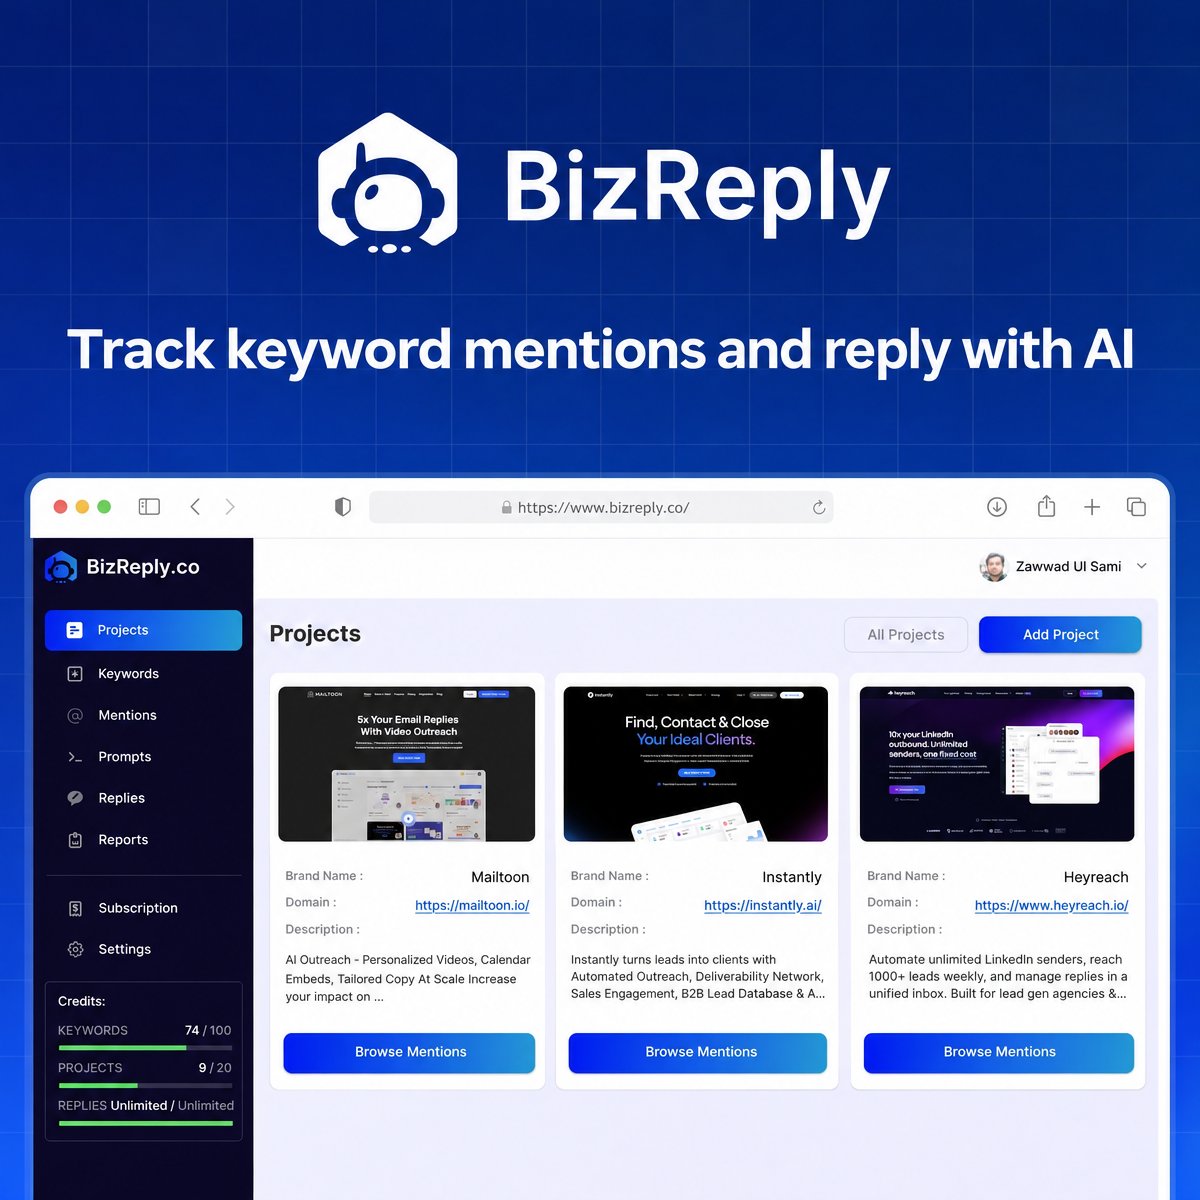 BizReply
Track keyword mentions and reply with AI
https://www.bizreply.co/
BizReply.co
Zawwad Ul Sami
Projects
Keywords
Mentions
Prompts
Replies
Reports
Subscription
Settings
Credits:
KEYWORDS 74 / 100
PROJECTS 9 / 20
REPLIES Unlimited / Unlimited
Projects
All Projects
Add Project
MAILTOON
5x Your Email Replies
With Video Outreach
Brand Name : Mailtoon
Domain : https://mailtoon.io/
Description :
AI Outreach - Personalized Videos, Calendar
Embeds, Tailored Copy At Scale Increase
your impact on ...
Browse Mentions
Instantly
Find, Contact & Close
Your Ideal Clients.
Brand Name : Instantly
Domain : https://instantly.ai/
Description :
Instantly turns leads into clients with
Automated Outreach, Deliverability Network,
Sales Engagement, B2B Lead Database & A...
Browse Mentions
heyreach
10x your LinkedIn
outbound. Unlimited
senders, one fixed cost
Brand Name : Heyreach
Domain : https://www.heyreach.io/
Description :
Automate unlimited LinkedIn senders, reach
1000+ leads weekly, and manage replies in a
unified inbox. Built for lead gen agencies &...
Browse Mentions